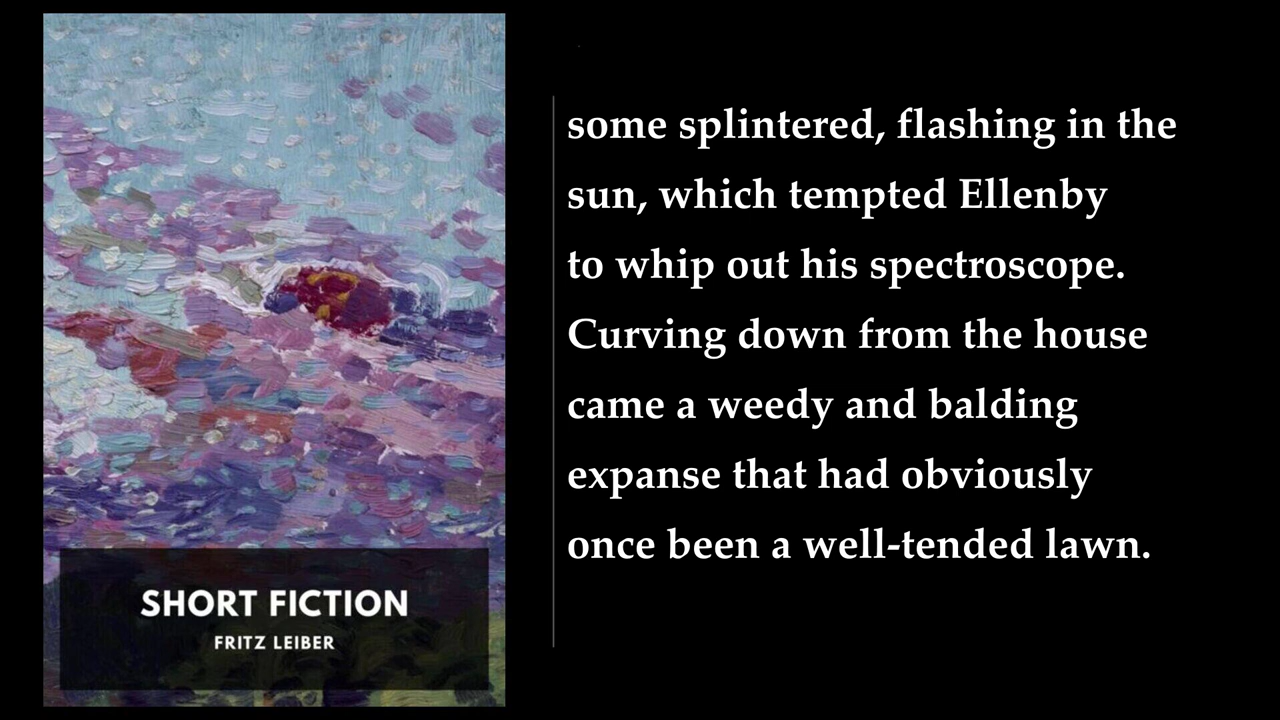 SHORT FICTION
FRITZ LEIBER
some splintered, flashing in the
sun, which tempted Ellenby
to whip out his spectroscope.
Curving down from the house
came a weedy and balding
expanse that had obviously
once been a well-tended lawn.